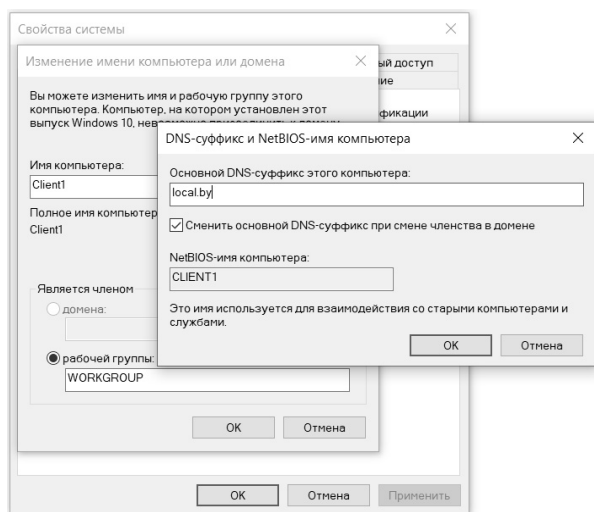 Свойства системы
Изменение имени компьютера или домена
ый доступ
ие
Вы можете изменить имя и рабочую группу этого
компьютера. Компьютер, на котором установлен этот
выпуск Windows 10,
фикации
DNS-суффикс и NetBIOS-имя компьютера
Основной DNS-суффикс этого компьютера:
local.by
Сменить основной DNS-суффикс при смене членства в домене
NetBIOS-имя компьютера:
CLIENT1
Это имя используется для взаимодействия со старыми компьютерами и
службами.
ОК
Отмена
Имя компьютера:
Client1
Полное имя компьютер
Client1
Является членом
домена:
рабочей группы:
WORKGROUP
ОК
Отмена
ОК
Отмена
Применить